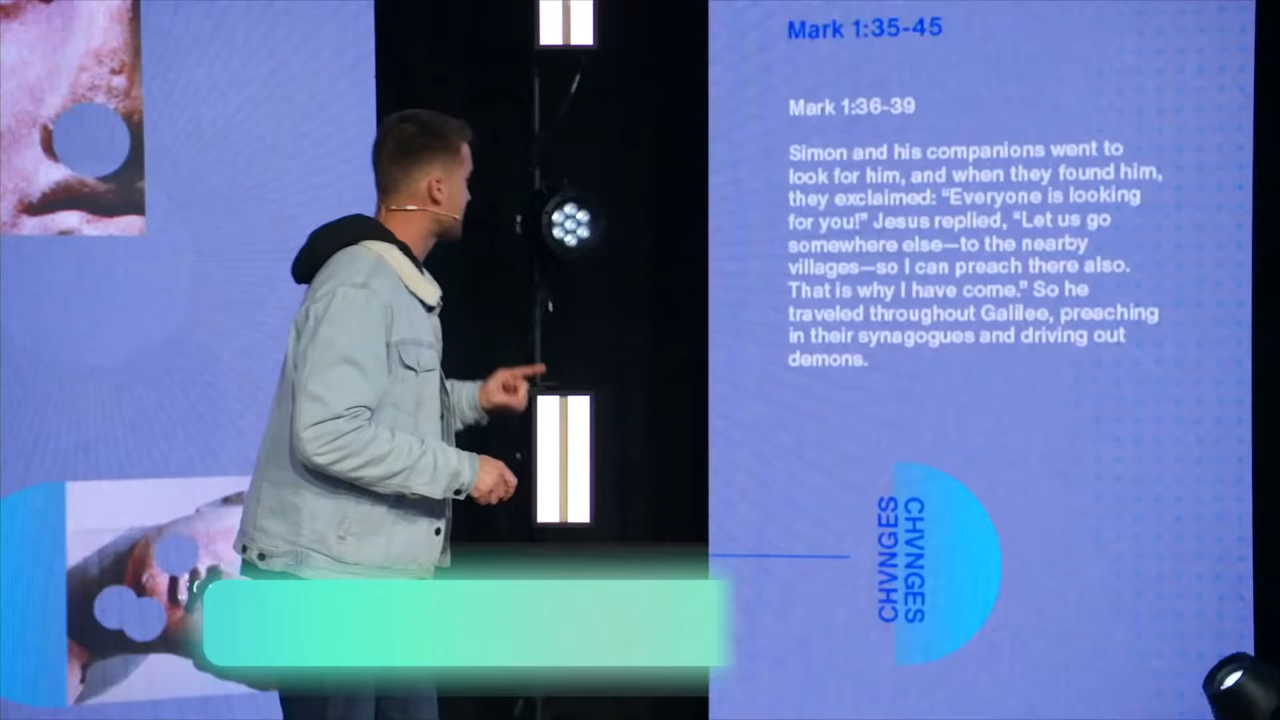 Mark 1:35-45
Mark 1:36-39
Simon and his companions went to
look for him, and when they found him,
they exclaimed: “Everyone is looking
for you!” Jesus replied, “Let us go
somewhere else—to the nearby
villages—so I can preach there also.
That is why I have come.” So he
traveled throughout Galilee, preaching
in their synagogues and driving out
demons.
CHVNGES
CHVNGES